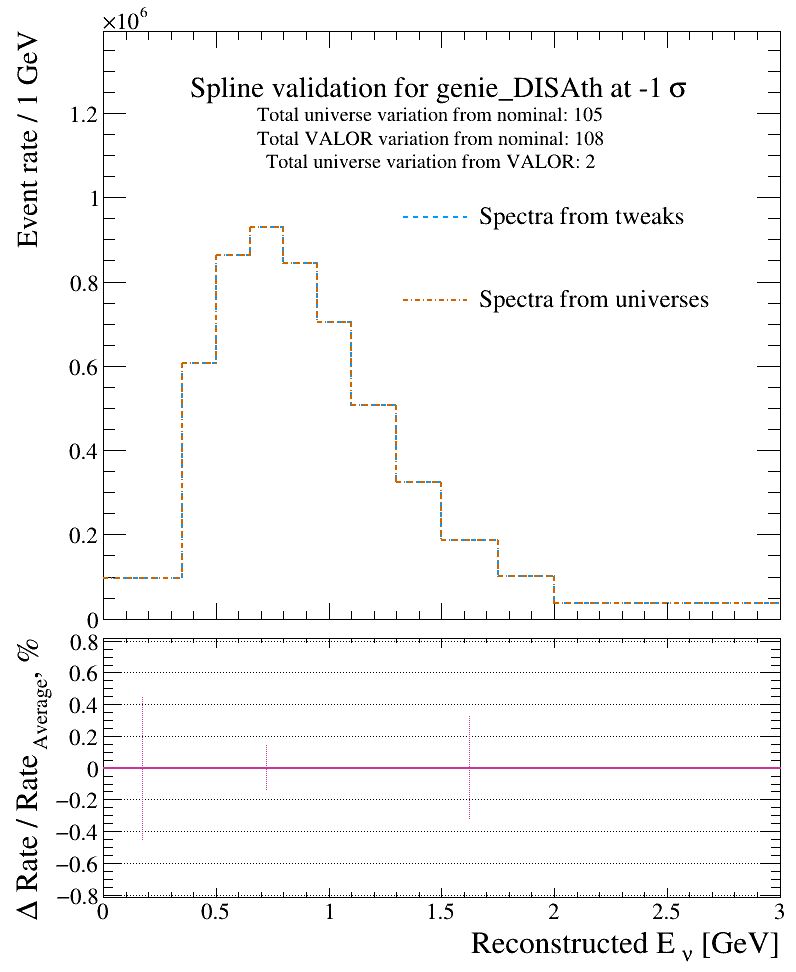 ×10⁶
Event rate / 1 GeV
Spline validation for genie_DISAth at -1 σ
Total universe variation from nominal: 105
Total VALOR variation from nominal: 108
Total universe variation from VALOR: 2
Spectra from tweaks
Spectra from universes
1.2
1
0.8
0.6
0.4
0.2
0
Δ Rate / Rate Average, %
0.8
0.6
0.4
0.2
0
−0.2
−0.4
−0.6
−0.8
0 0.5 1 1.5 2 2.5 3
Reconstructed E ν [GeV]